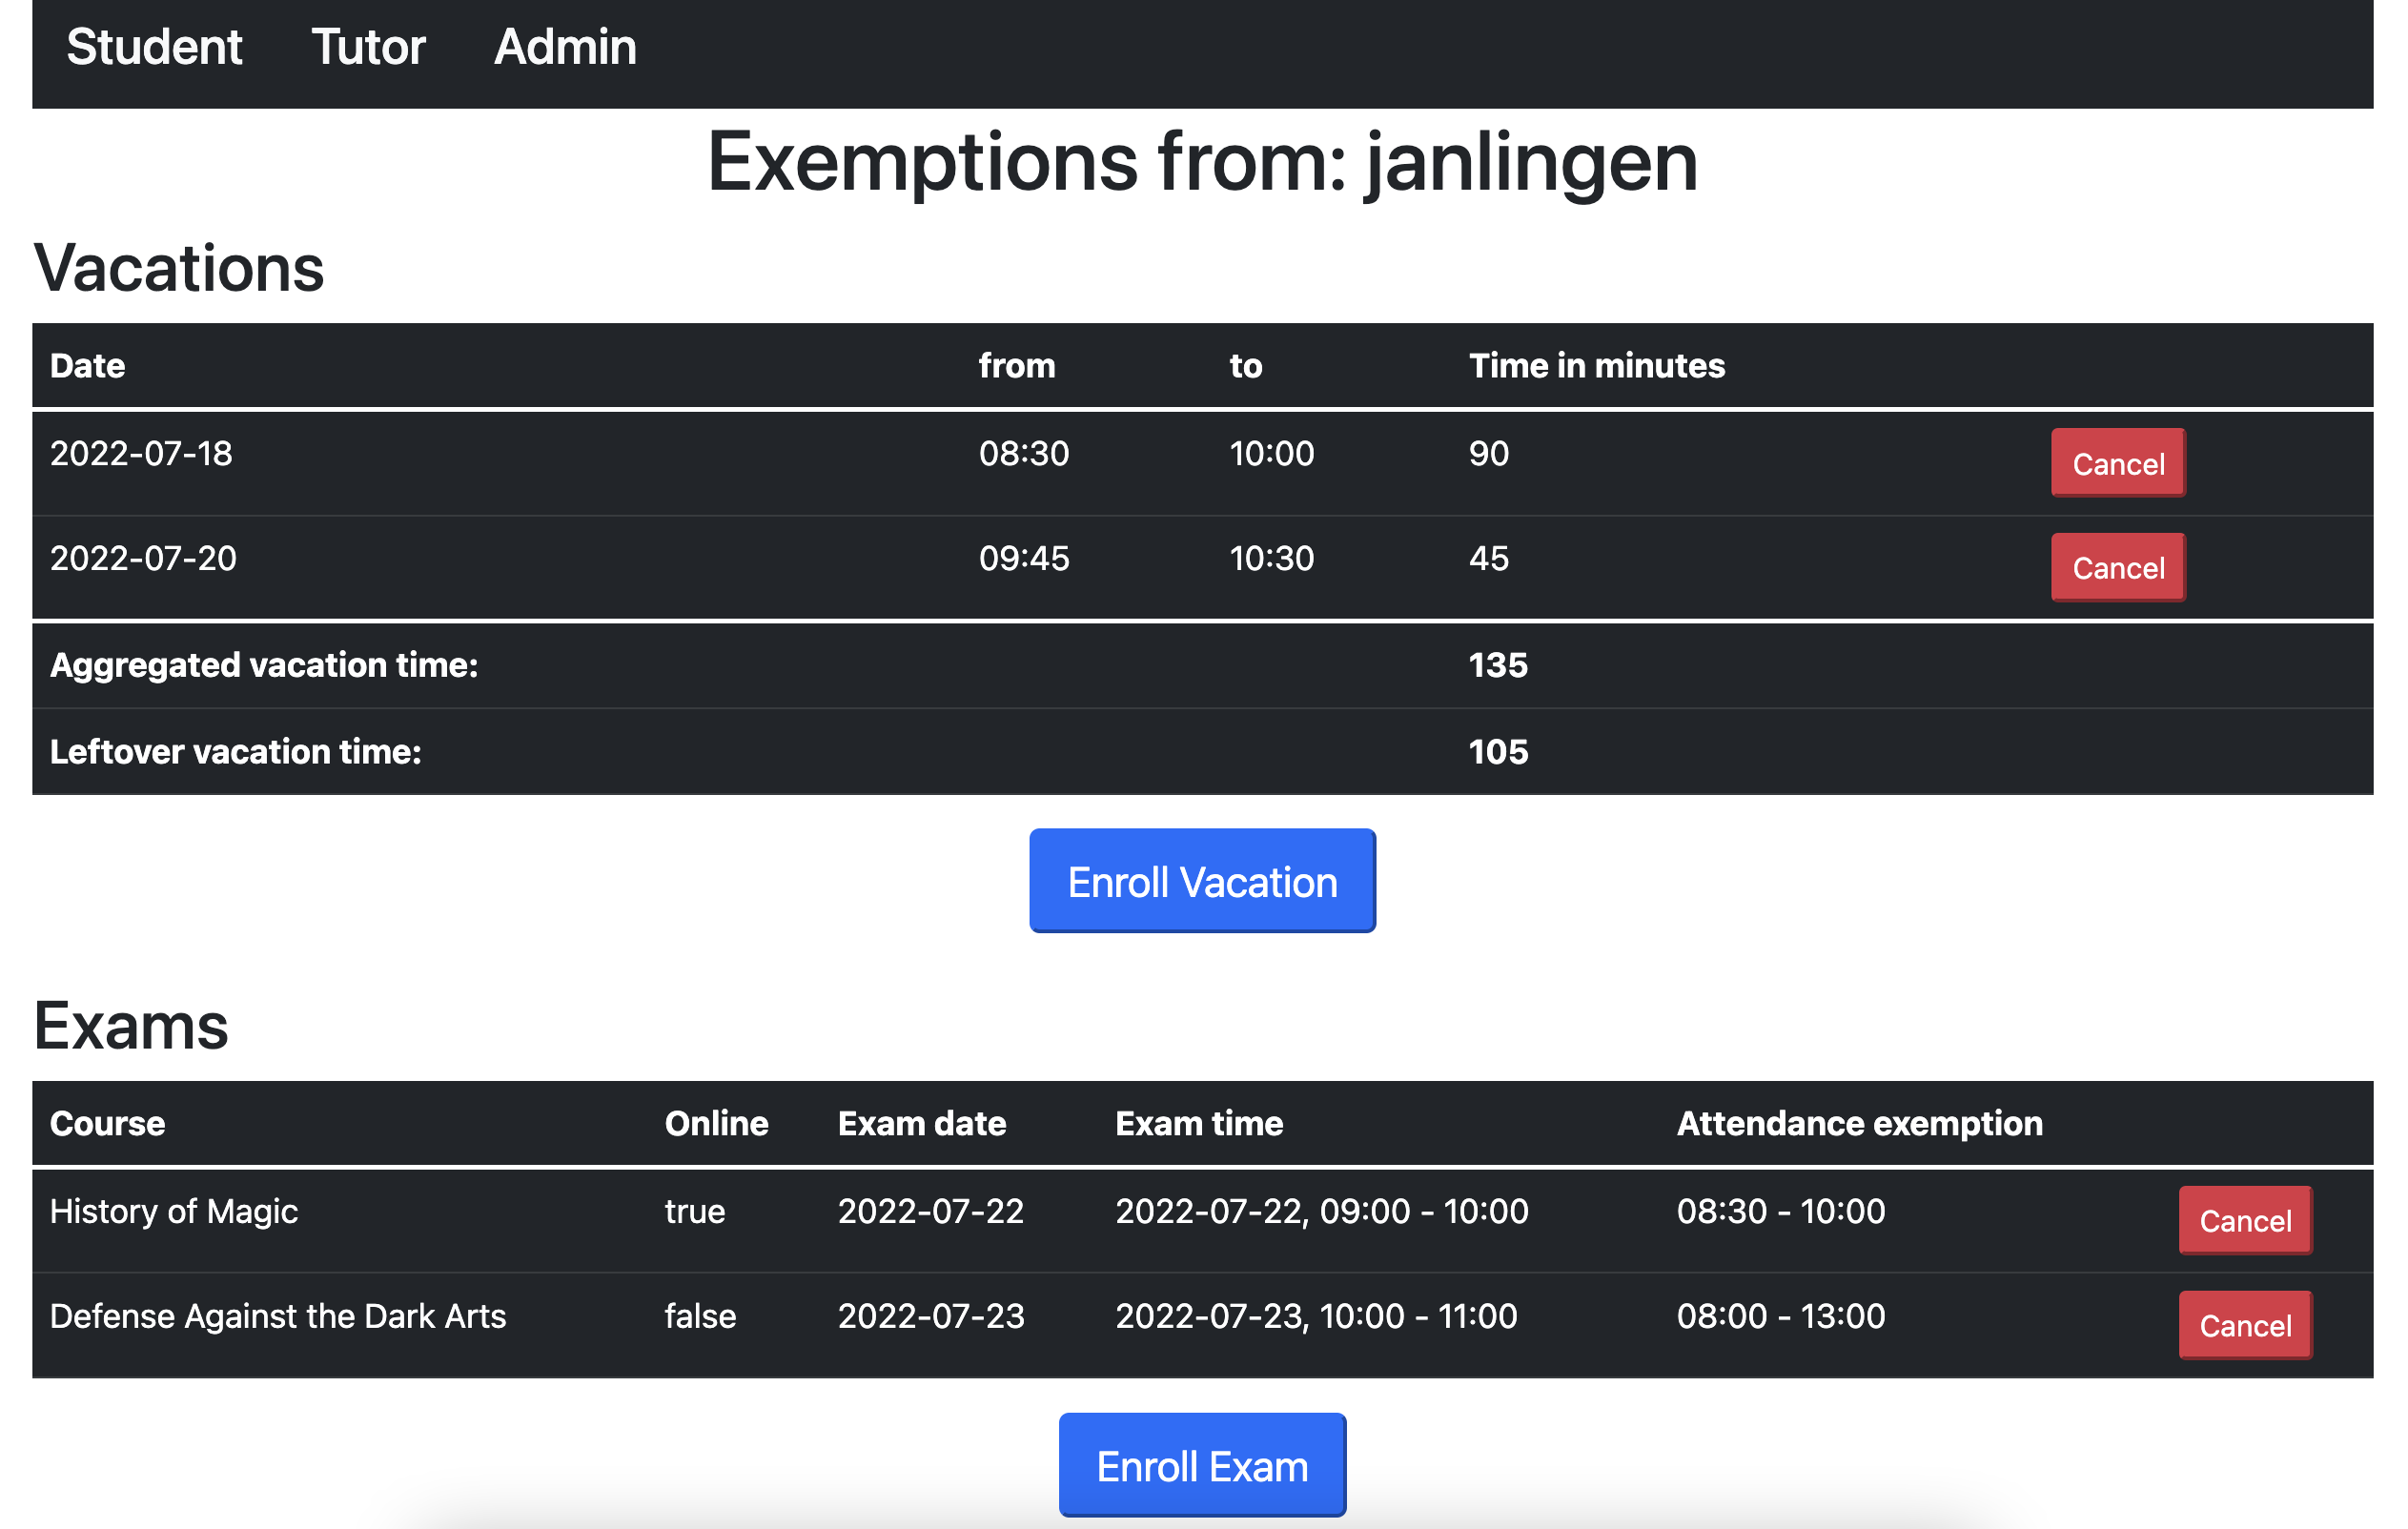 Student Tutor Admin
Exemptions from: janlingen
Vacations
Date from to Time in minutes
2022-07-18 08:30 10:00 90 Cancel
2022-07-20 09:45 10:30 45 Cancel
Aggregated vacation time: 135
Leftover vacation time: 105
Enroll Vacation
Exams
Course Online Exam date Exam time Attendance exemption
History of Magic true 2022-07-22 2022-07-22, 09:00 - 10:00 08:30 - 10:00 Cancel
Defense Against the Dark Arts false 2022-07-23 2022-07-23, 10:00 - 11:00 08:00 - 13:00 Cancel
Enroll Exam